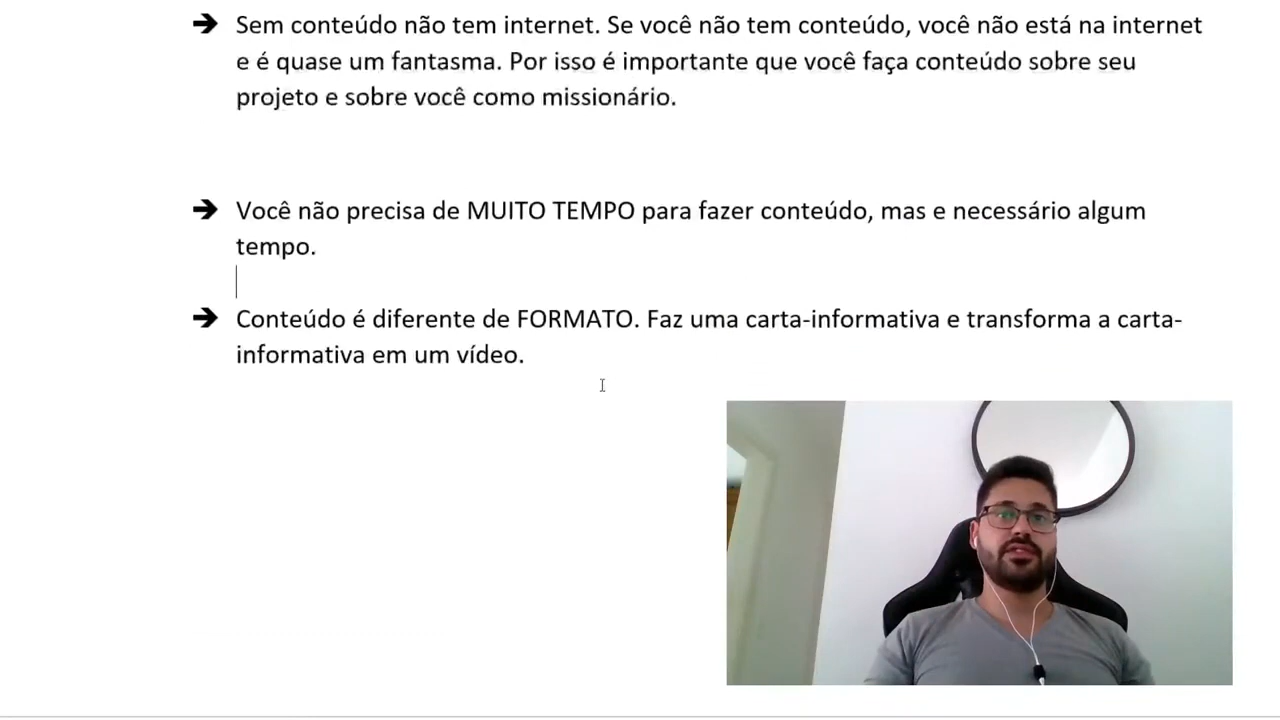 ➔ Sem conteúdo não tem internet. Se você não tem conteúdo, você não está na internet
e é quase um fantasma. Por isso é importante que você faça conteúdo sobre seu
projeto e sobre você como missionário.
➔ Você não precisa de MUITO TEMPO para fazer conteúdo, mas e necessário algum
tempo.
➔ Conteúdo é diferente de FORMATO. Faz uma carta-informativa e transforma a carta-
informativa em um vídeo.